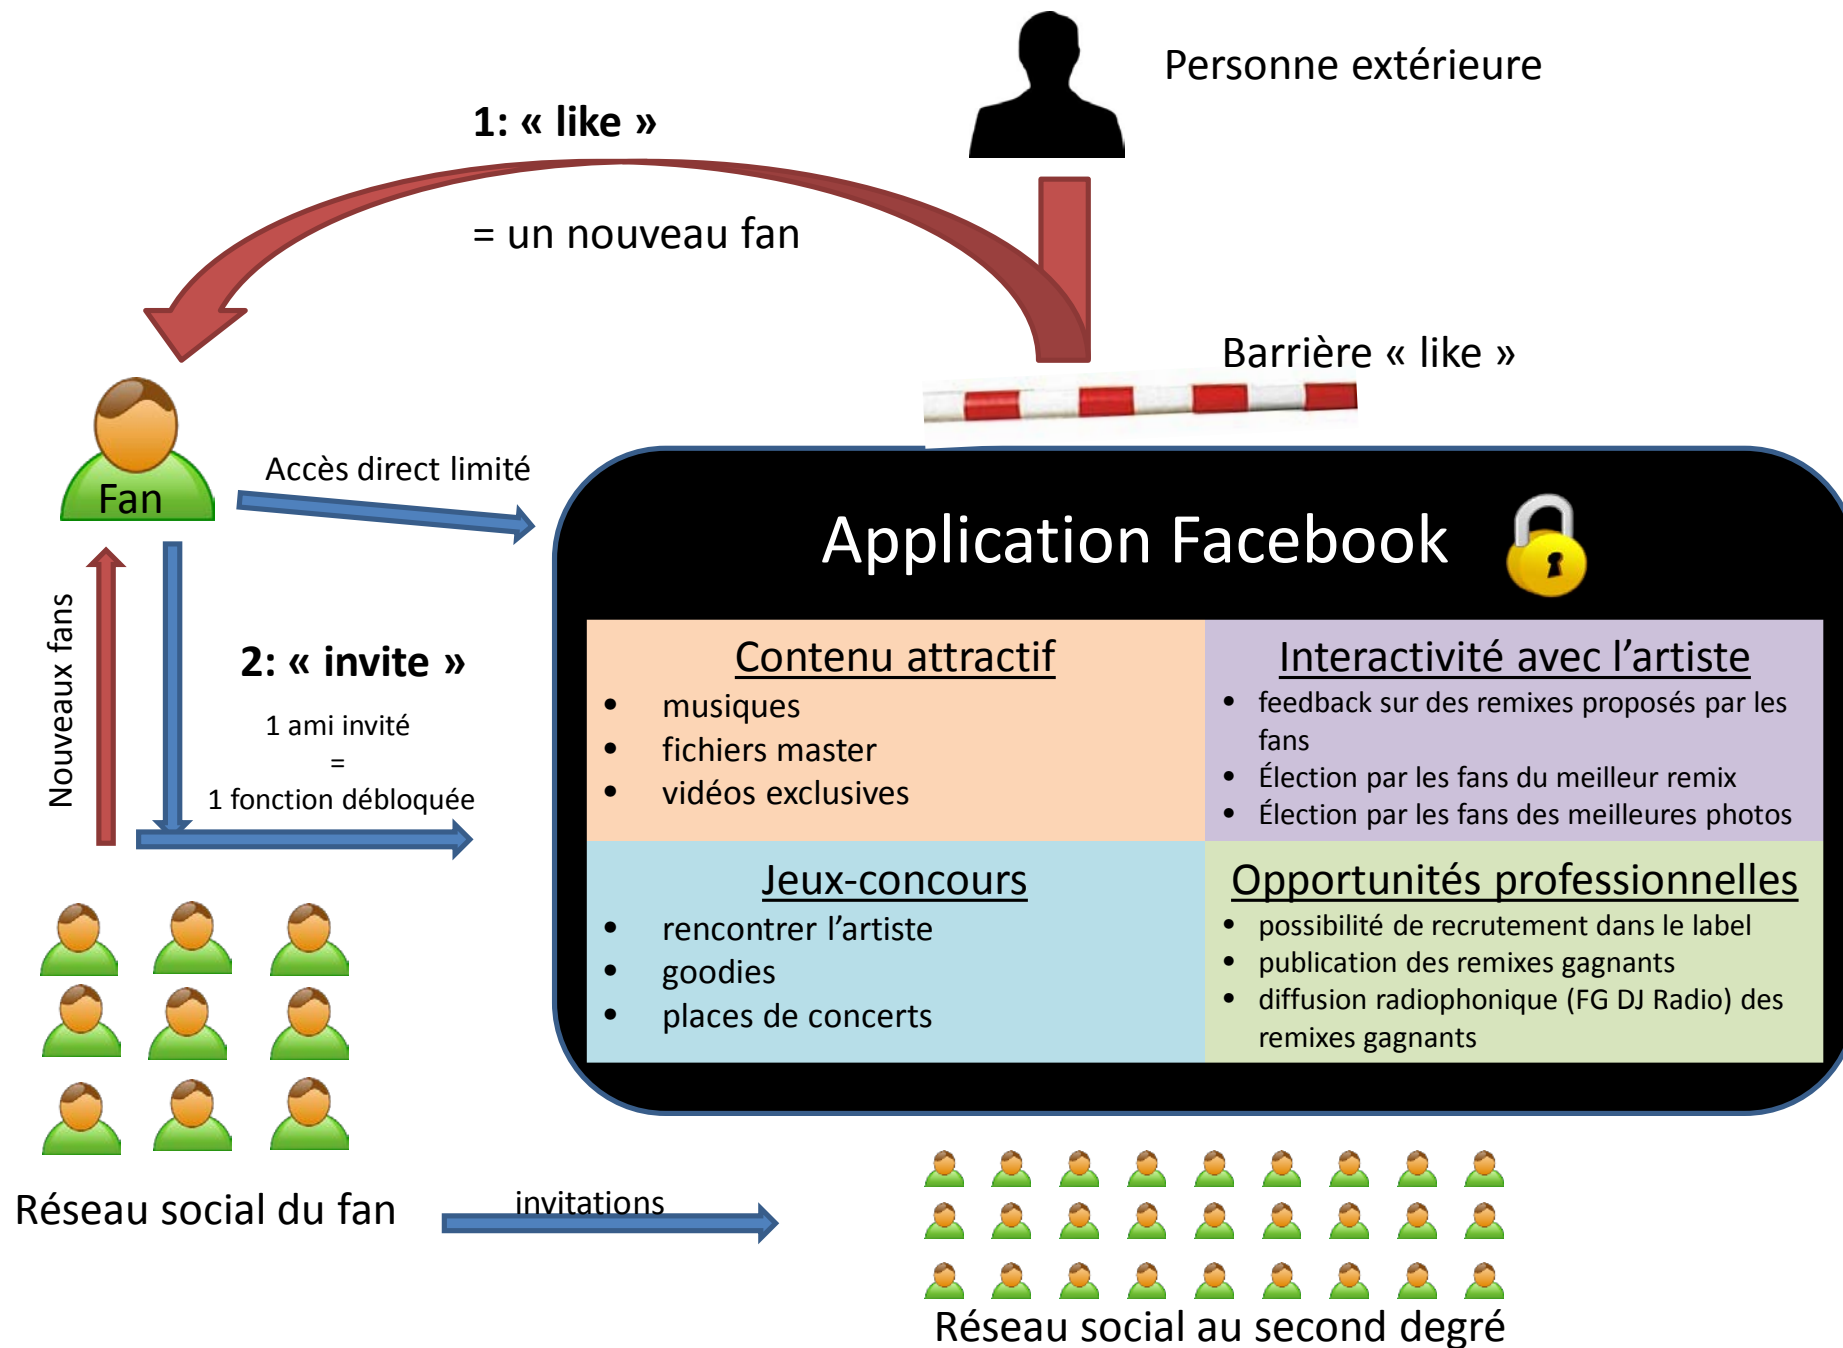 Personne extérieure
1: « like »
= un nouveau fan
Barrière « like »
Fan
Accès direct limité
Nouveaux fans
2: « invite »
1 ami invité
=
1 fonction débloquée
Application Facebook
Contenu attractif
• musiques
• fichiers master
• vidéos exclusives
Interactivité avec l’artiste
• feedback sur des remixes proposés par les
fans
• Élection par les fans du meilleur remix
• Élection par les fans des meilleures photos
Jeux-concours
• rencontrer l’artiste
• goodies
• places de concerts
Opportunités professionnelles
• possibilité de recrutement dans le label
• publication des remixes gagnants
• diffusion radiophonique (FG DJ Radio) des
remixes gagnants
Réseau social du fan
invitations
Réseau social au second degré